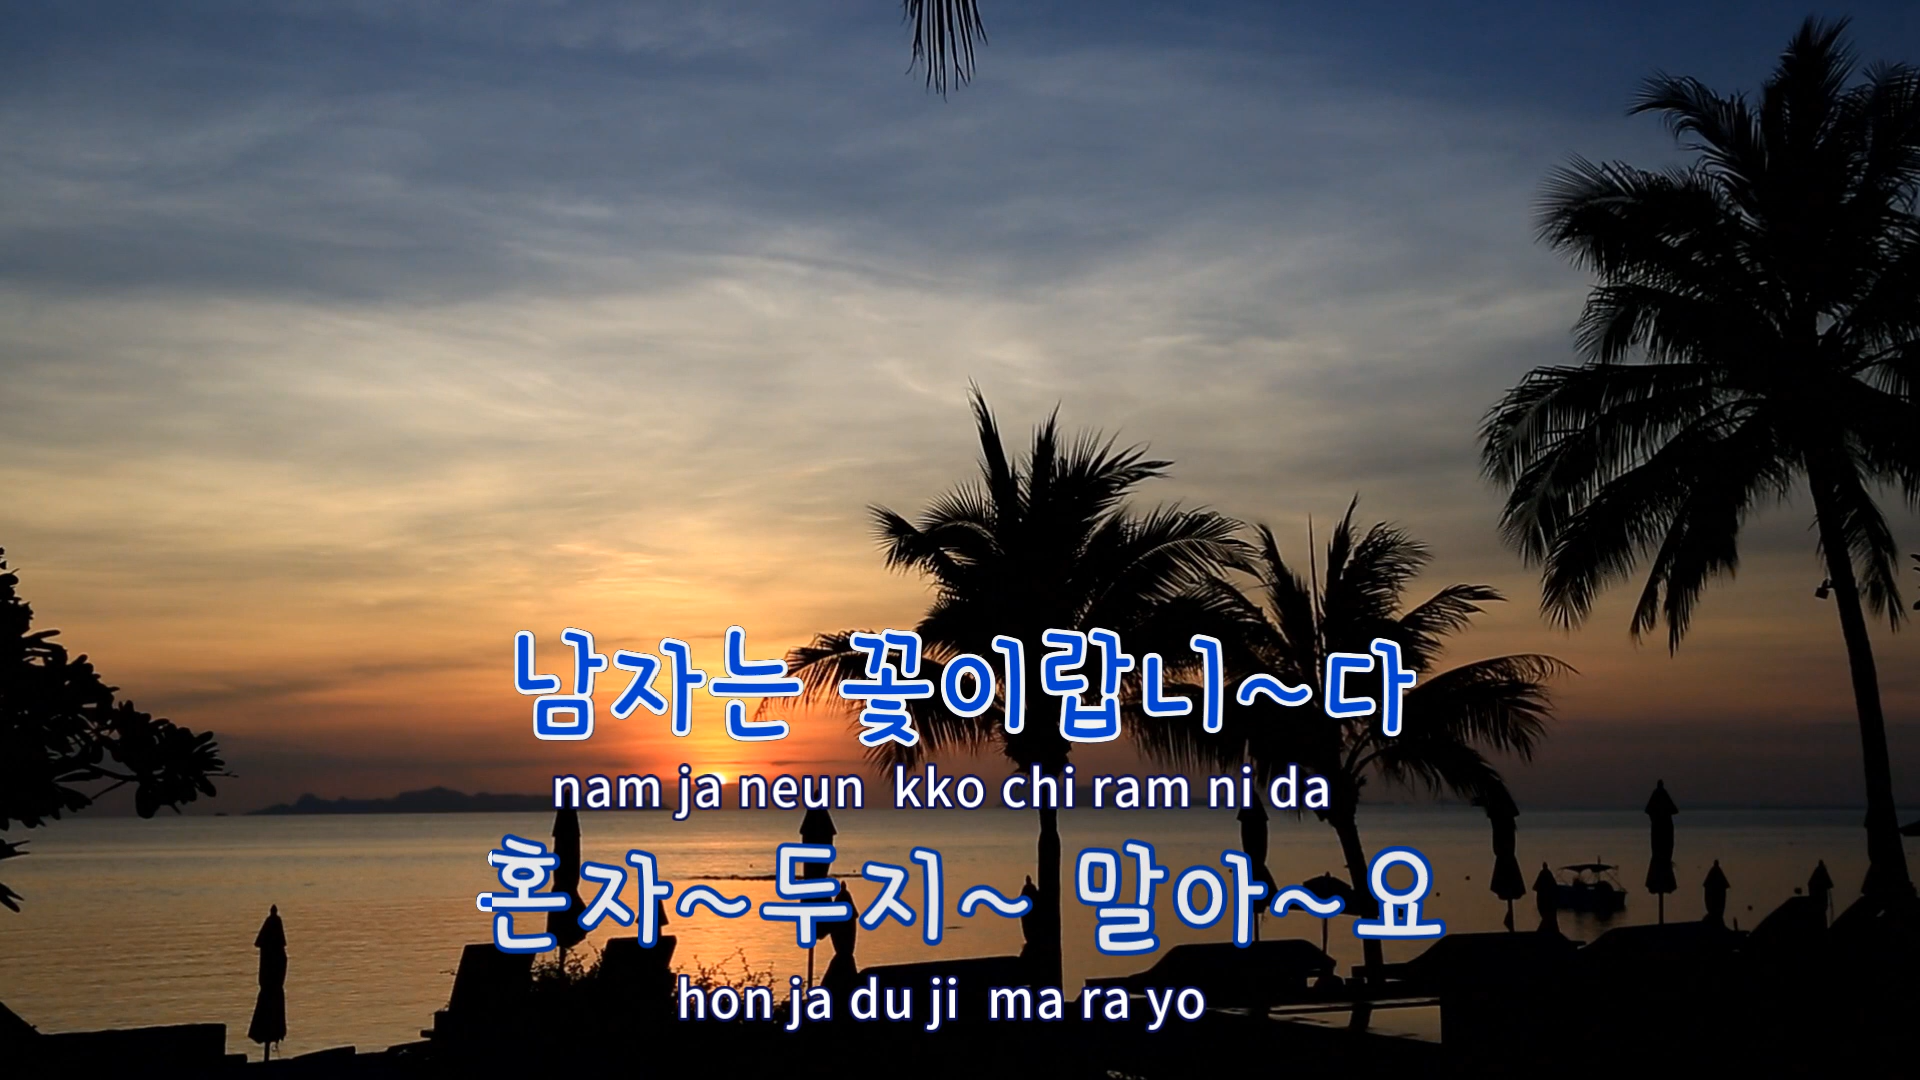 남자는 꽃이랍니~다
nam ja neun kko chi ram ni da
혼자~두지~ 말아~요
hon ja du ji ma ra yo